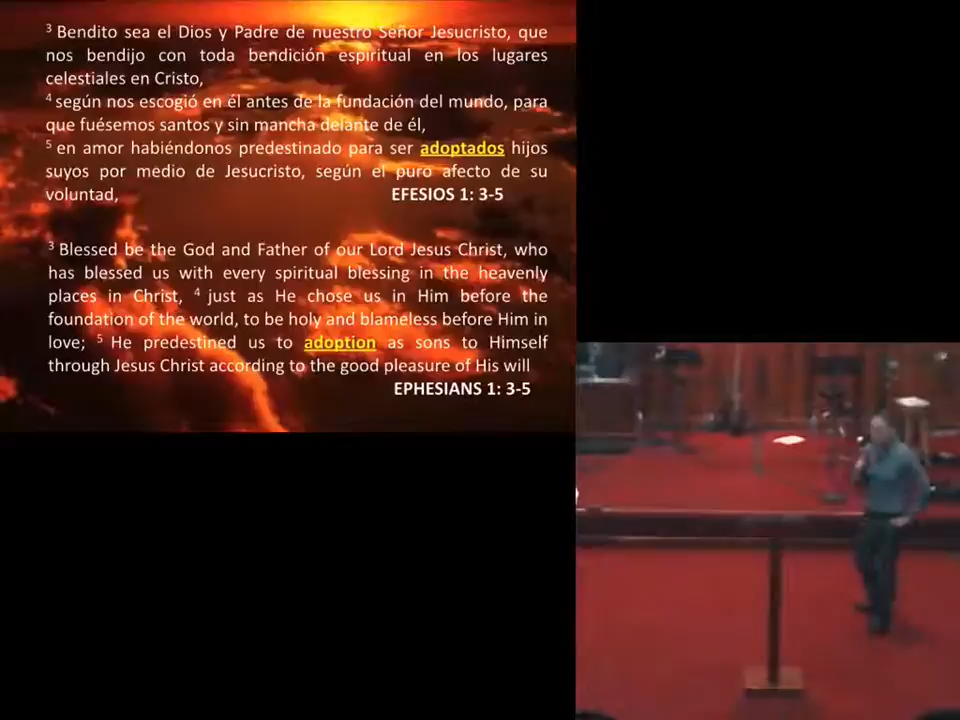 ³ Bendito sea el Dios y Padre de nuestro Señor Jesucristo, que
nos bendijo con toda bendición espiritual en los lugares
celestiales en Cristo,
⁴ según nos escogió en él antes de la fundación del mundo, para
que fuésemos santos y sin mancha delante de él,
⁵ en amor habiéndonos predestinado para ser adoptados hijos
suyos por medio de Jesucristo, según el puro afecto de su
voluntad, EFESIOS 1: 3-5
³ Blessed be the God and Father of our Lord Jesus Christ, who
has blessed us with every spiritual blessing in the heavenly
places in Christ, ⁴ just as He chose us in Him before the
foundation of the world, to be holy and blameless before Him in
love; ⁵ He predestined us to adoption as sons to Himself
through Jesus Christ according to the good pleasure of His will
EPHESIANS 1: 3-5